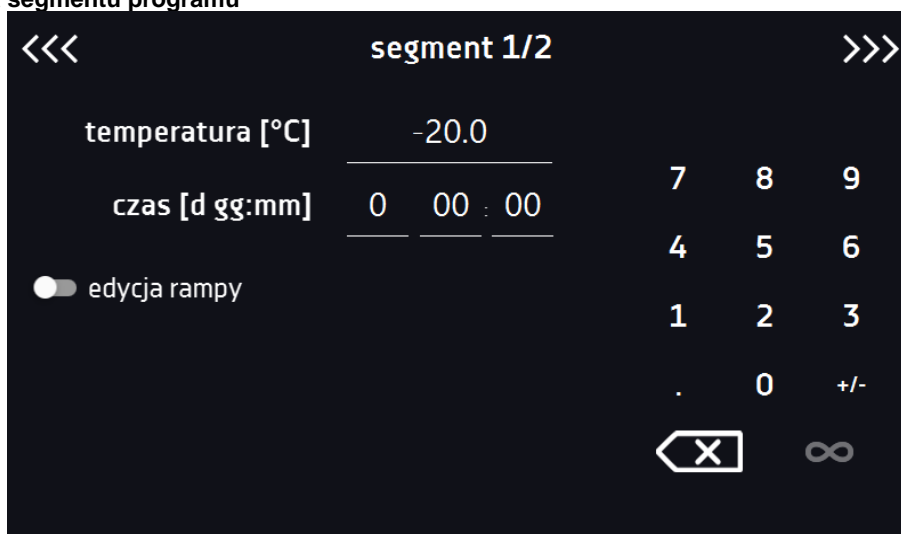 segmentu programu
<<< segment 1/2 >>>
temperatura [°C] -20.0
czas [d gg:mm] 0 00 : 00
edycja rampy
7 8 9
4 5 6
1 2 3
. 0 +/-
X ∞